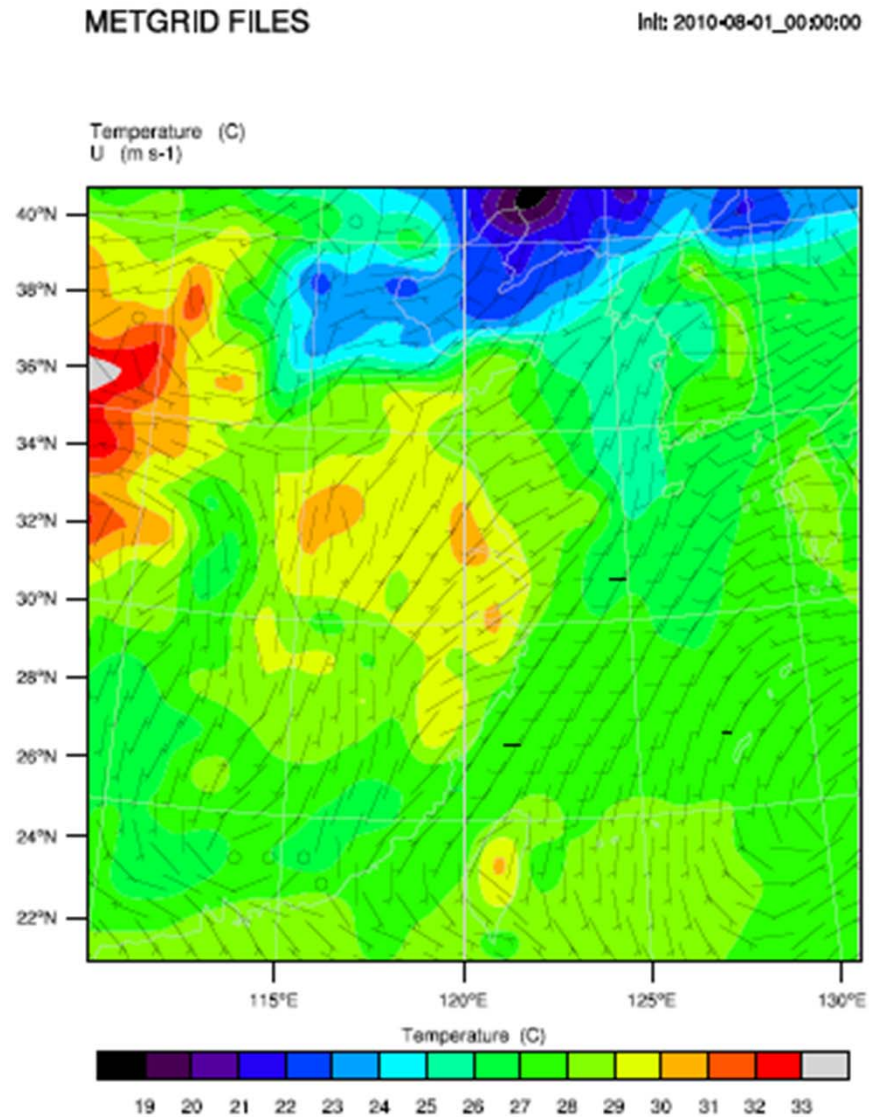 METGRID FILES
Init: 2010-08-01_00:00:00
Temperature (C)
U (m s-1)
40°N
38°N
36°N
34°N
32°N
30°N
28°N
26°N
24°N
22°N
115°E 120°E 125°E 130°E
Temperature (C)
19 20 21 22 23 24 25 26 27 28 29 30 31 32 33